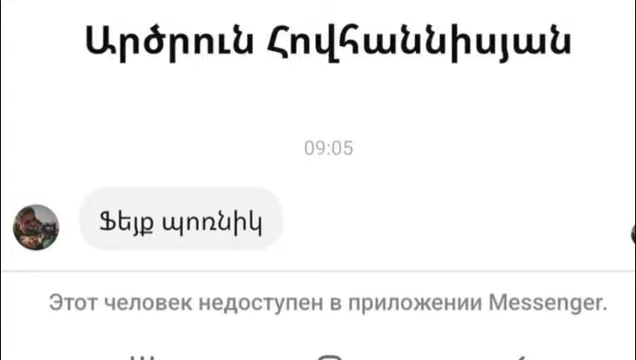 Արծրուն Հովհաննիսյան
09:05
Ֆեյք պոռնիկ
Этот человек недоступен в приложении Messenger.